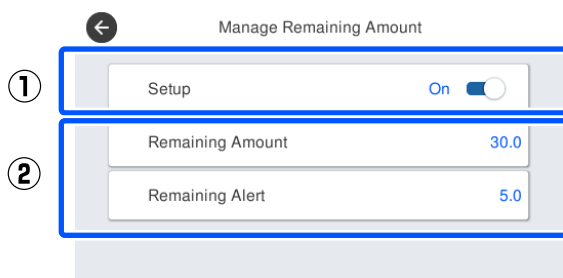 Manage Remaining Amount
① Setup On
② Remaining Amount 30.0
Remaining Alert 5.0